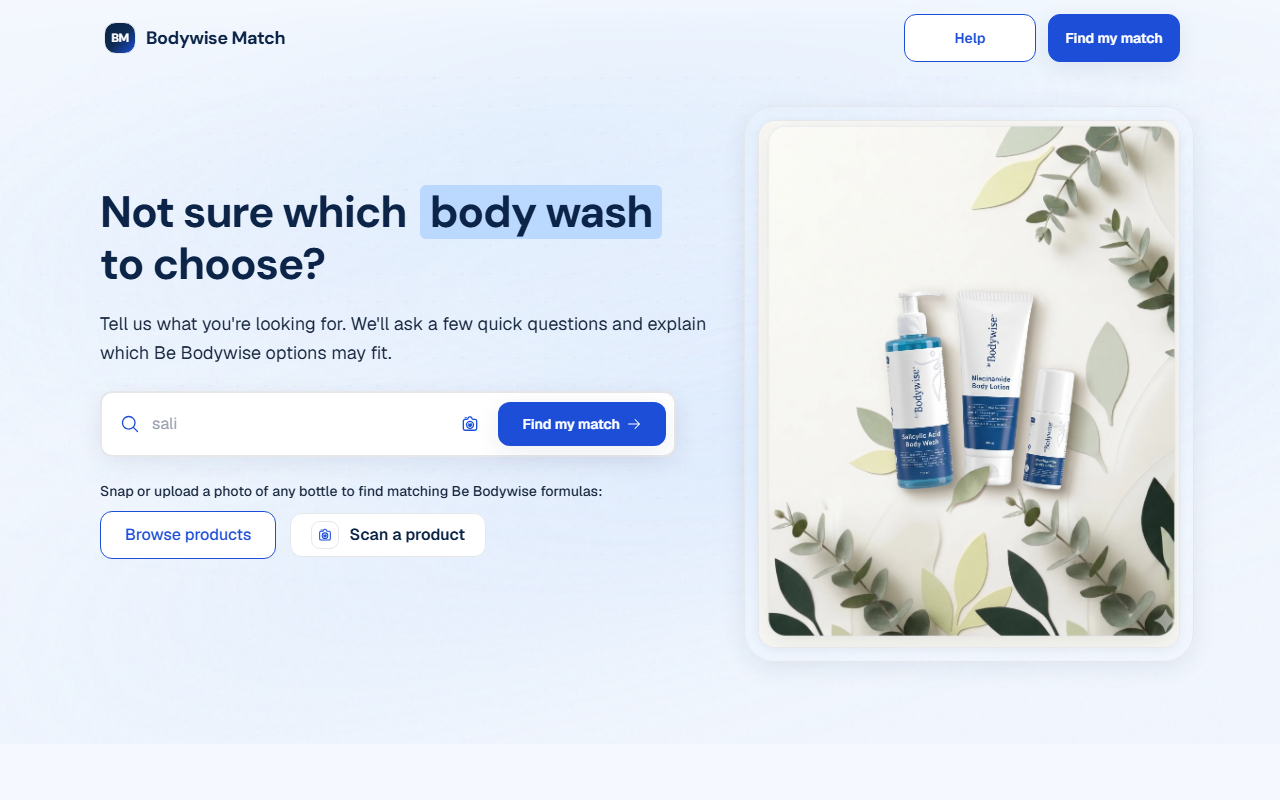 BM Bodywise Match
Help
Find my match
Not sure which body wash
to choose?
Tell us what you're looking for. We'll ask a few quick questions and explain
which Be Bodywise options may fit.
sali
Find my match
Snap or upload a photo of any bottle to find matching Be Bodywise formulas:
Browse products
Scan a product
Be Bodywise
Salicylic Acid
Body Wash
Be Bodywise
Niacinamide
Body Lotion
Bodywise